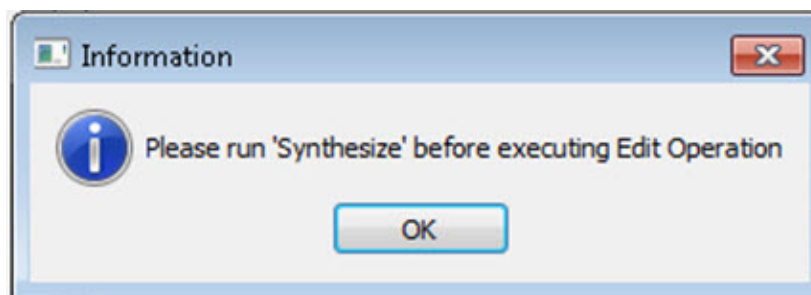 Information
Please run 'Synthesize' before executing Edit Operation
OK